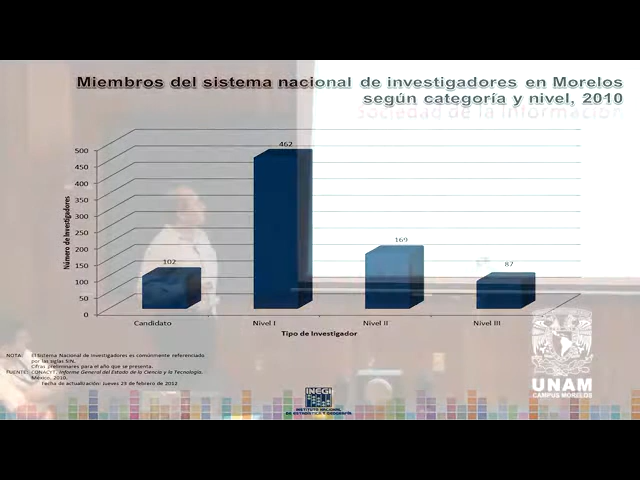 Miembros del sistema nacional de investigadores en Morelos
según categoría y nivel, 2010
Sociedad de la Información
500
450
400
350
300
250
200
150
100
50
0
Número de Investigadores
102
462
169
87
Candidato
Nivel I
Nivel II
Nivel III
Tipo de Investigador
NOTA: El Sistema Nacional de Investigadores es comúnmente referenciado
por las siglas SIN.
Cifras preliminares para el año que se presenta.
FUENTE: CONACYT. Informe General del Estado de la Ciencia y la Tecnología.
México, 2010.
Fecha de actualización: Jueves 23 de febrero de 2012
INEGI
INSTITUTO NACIONAL
DE ESTADÍSTICA Y GEOGRAFÍA
UNAM
CAMPUS MORELOS